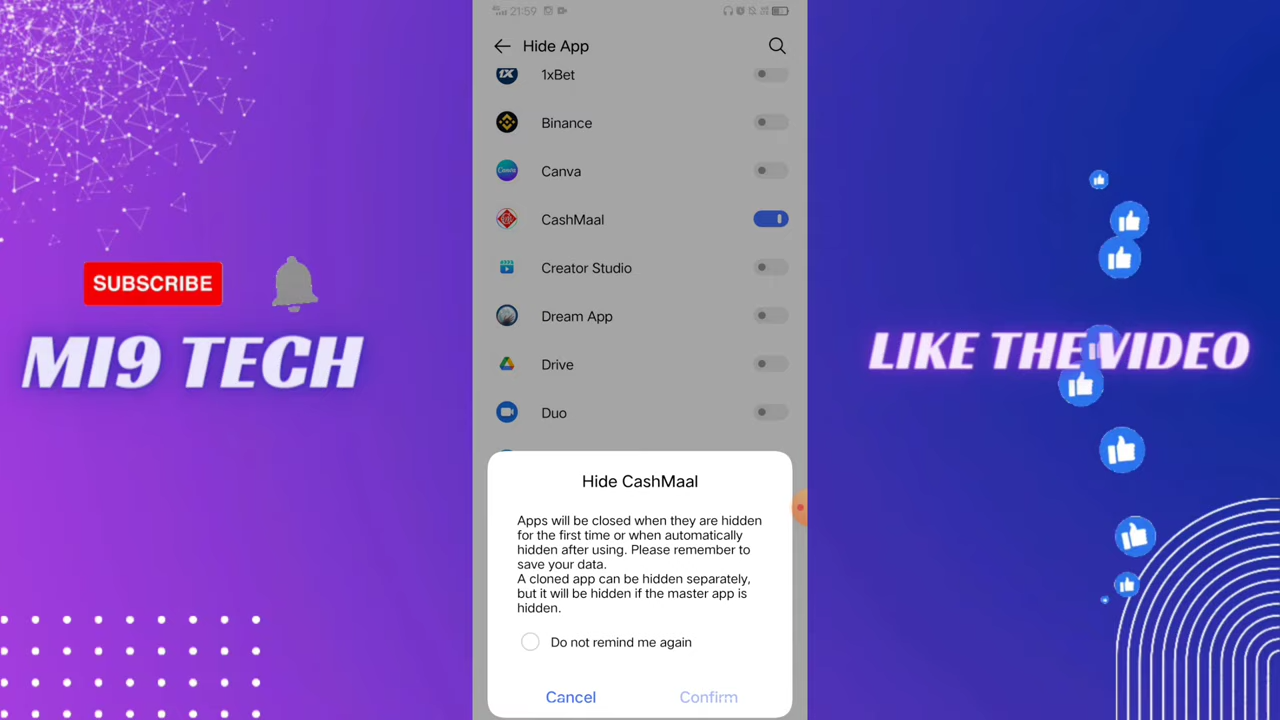 21:59
Hide App
1xBet
Binance
Canva
CashMaal
Creator Studio
Dream App
Drive
Duo
Hide CashMaal
Apps will be closed when they are hidden
for the first time or when automatically
hidden after using. Please remember to
save your data.
A cloned app can be hidden separately,
but it will be hidden if the master app is
hidden.
Do not remind me again
Cancel
Confirm
SUBSCRIBE
MI9 TECH
LIKE THE VIDEO